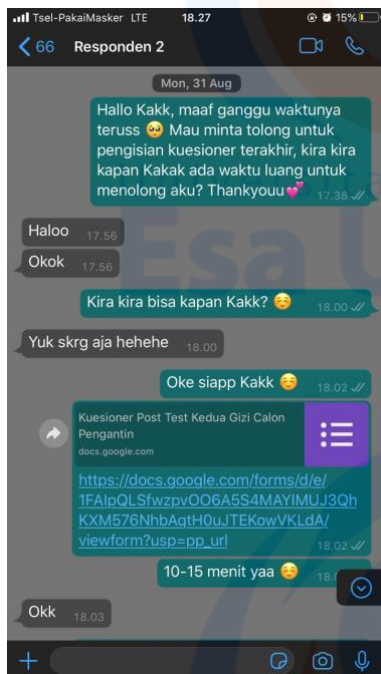 Tsel-PakaiMasker LTE 18.27 15%
66 Responden 2
Mon, 31 Aug
Hallo Kakk, maaf ganggu waktunya
teruss 🥺 Mau minta tolong untuk
pengisian kuesioner terakhir, kira kira
kapan Kakak ada waktu luang untuk
menolong aku? Thankyouu💕 17.38
Haloo 17.56
Okok 17.56
Kira kira bisa kapan Kakk? ☺️ 18.00
Yuk skrg aja hehehe 18.00
Oke siapp Kakk ☺️ 18.02
Kuesioner Post Test Kedua Gizi Calon
Pengantin
docs.google.com
https://docs.google.com/forms/d/e/
1FAIpQLSfwzpvOO6A5S4MAYlMUJ3Qh
KXM576NhbAqtH0uJTEKowVKLdA/
viewform?usp=pp_url 18.02
10-15 menit yaa ☺️
Okk 18.03
Esa U